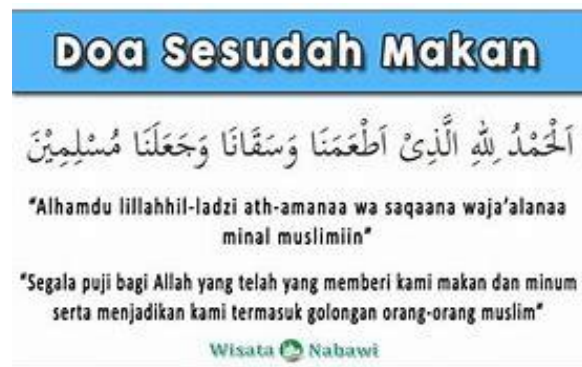 Doa Sesudah Makan
اَلْحَمْدُ لِلّٰهِ الَّذِىْ اَطْعَمَنَا وَسَقَانَا وَجَعَلَنَا مُسْلِمِيْنَ
"Alhamdu lillahhil-ladzi ath-amanaa wa saqaana waja'alanaa
minal muslimiin"
"Segala puji bagi Allah yang telah yang memberi kami makan dan minum
serta menjadikan kami termasuk golongan orang-orang muslim"
Wisata Nabawi